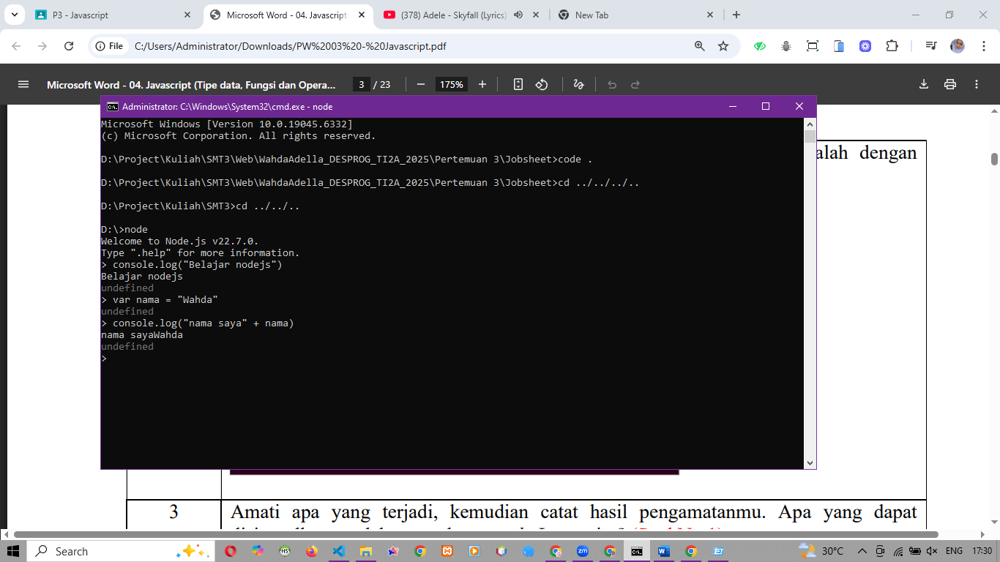 P3 - Javascript
Microsoft Word - 04. Javascript
(378) Adele - Skyfall (Lyrics)
New Tab
File
C:/Users/Administrator/Downloads/PW%2003%20-%20Javascript.pdf
Microsoft Word - 04. Javascript (Tipe data, Fungsi dan Opera...
3 / 23
175%
Administrator: C:\Windows\System32\cmd.exe - node
Microsoft Windows [Version 10.0.19045.6332]
(c) Microsoft Corporation. All rights reserved.
D:\Project\Kuliah\SMT3\Web\WahdaAdella_DESPROG_TI2A_2025\Pertemuan 3\Jobsheet>code .
D:\Project\Kuliah\SMT3\Web\WahdaAdella_DESPROG_TI2A_2025\Pertemuan 3\Jobsheet>cd ../../../..
D:\Project\Kuliah\SMT3>cd ../../..
D:\>node
Welcome to Node.js v22.7.0.
Type ".help" for more information.
> console.log("Belajar nodejs")
Belajar nodejs
undefined
> var nama = "Wahda"
undefined
> console.log("nama saya" + nama)
nama sayaWahda
undefined
>
alah dengan
3
Amati apa yang terjadi, kemudian catat hasil pengamatanmu. Apa yang dapat
Search
HS
zm
30°C
ENG
17:30